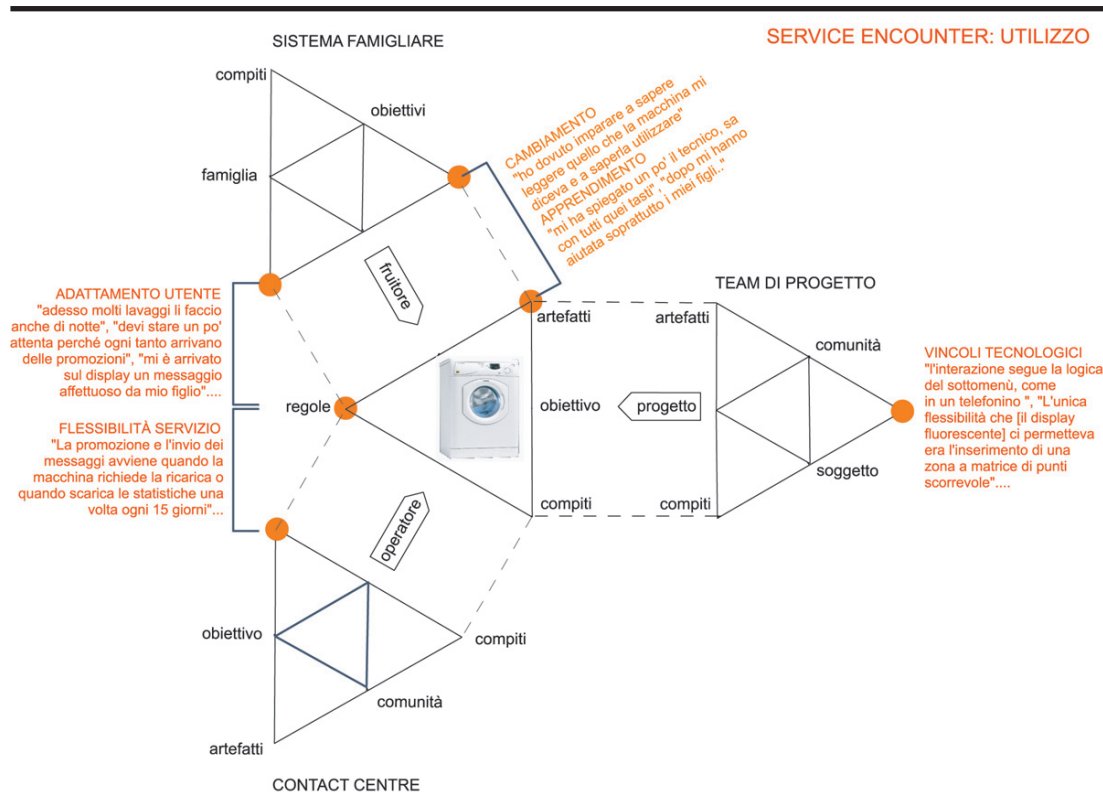 SERVICE ENCOUNTER: UTILIZZO
SISTEMA FAMIGLIARE
compiti
obiettivi
famiglia
CAMBIAMENTO
"ho dovuto imparare a sapere
leggere quello che la macchina mi
diceva e a saperla utilizzare"
APPRENDIMENTO
"mi ha spiegato un po' il tecnico, sa
con tutti quei tasti", "dopo mi hanno
aiutata soprattutto i miei figli.."
fruitore
ADATTAMENTO UTENTE
"adesso molti lavaggi li faccio
anche di notte", "devi stare un po'
attenta perché ogni tanto arrivano
delle promozioni", "mi è arrivato
sul display un messaggio
affettuoso da mio figlio"....
regole
artefatti
obiettivo
compiti
progetto
TEAM DI PROGETTO
artefatti
comunità
soggetto
compiti
VINCOLI TECNOLOGICI
"l'interazione segue la logica
del sottomenù, come
in un telefonino ", "L'unica
flessibilità che [il display
fluorescente] ci permetteva
era l'inserimento di una
zona a matrice di punti
scorrevole"....
FLESSIBILITÀ SERVIZIO
"La promozione e l'invio dei
messaggi avviene quando la
macchina richiede la ricarica o
quando scarica le statistiche una
volta ogni 15 giorni"...
operatore
obiettivo
compiti
comunità
artefatti
CONTACT CENTRE